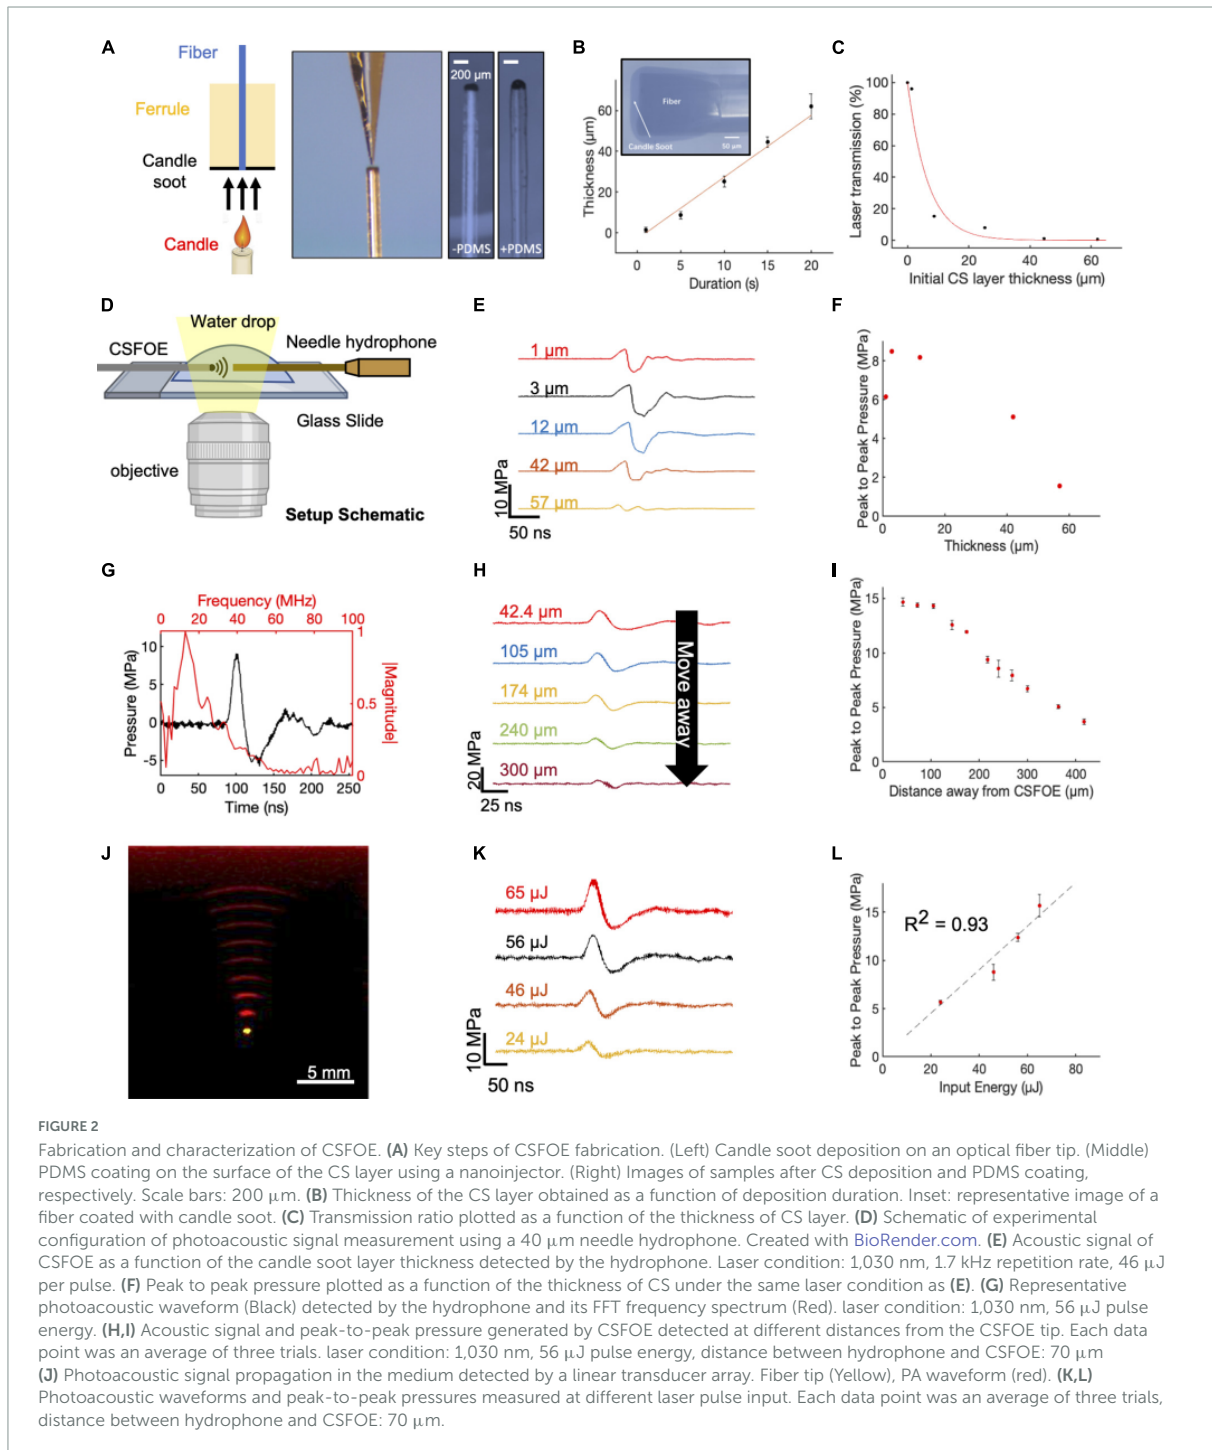 A
Fiber
Ferrule
Candle
soot
Candle
200 µm
-PDMS
+PDMS
B
Thickness (µm)
60
40
20
0
Fiber
Candle Soot
50 µm
0
5
10
15
20
Duration (s)
C
Laser transmission (%)
100
80
60
40
20
0
0
20
40
60
Initial CS layer thickness (µm)
D
Water drop
CSFOE
Needle hydrophone
Glass Slide
objective
Setup Schematic
E
1 µm
3 µm
12 µm
42 µm
57 µm
10 MPa
50 ns
F
Peak to Peak Pressure (MPa)
8
6
4
2
0
0
20
40
60
Thickness (µm)
G
Frequency (MHz)
0
20
40
60
80
100
Pressure (MPa)
10
5
0
-5
1
0.5
0
|Magnitude|
0
50
100
150
200
250
Time (ns)
H
42.4 µm
105 µm
174 µm
240 µm
300 µm
Move away
20 MPa
25 ns
I
Peak to Peak Pressure (MPa)
15
10
5
0
0
100
200
300
400
Distance away from CSFOE (µm)
J
5 mm
K
65 µJ
56 µJ
46 µJ
24 µJ
10 MPa
50 ns
L
Peak to Peak Pressure (MPa)
15
10
5
0
R² = 0.93
0
20
40
60
80
Input Energy (µJ)
FIGURE 2
Fabrication and characterization of CSFOE. (A) Key steps of CSFOE fabrication. (Left) Candle soot deposition on an optical fiber tip. (Middle)
PDMS coating on the surface of the CS layer using a nanoinjector. (Right) Images of samples after CS deposition and PDMS coating,
respectively. Scale bars: 200 µm. (B) Thickness of the CS layer obtained as a function of deposition duration. Inset: representative image of a
fiber coated with candle soot. (C) Transmission ratio plotted as a function of the thickness of CS layer. (D) Schematic of experimental
configuration of photoacoustic signal measurement using a 40 µm needle hydrophone. Created with BioRender.com. (E) Acoustic signal of
CSFOE as a function of the candle soot layer thickness detected by the hydrophone. Laser condition: 1,030 nm, 1.7 kHz repetition rate, 46 µJ
per pulse. (F) Peak to peak pressure plotted as a function of the thickness of CS under the same laser condition as (E). (G) Representative
photoacoustic waveform (Black) detected by the hydrophone and its FFT frequency spectrum (Red). laser condition: 1,030 nm, 56 µJ pulse
energy. (H,I) Acoustic signal and peak-to-peak pressure generated by CSFOE detected at different distances from the CSFOE tip. Each data
point was an average of three trials. laser condition: 1,030 nm, 56 µJ pulse energy, distance between hydrophone and CSFOE: 70 µm
(J) Photoacoustic signal propagation in the medium detected by a linear transducer array. Fiber tip (Yellow), PA waveform (red). (K,L)
Photoacoustic waveforms and peak-to-peak pressures measured at different laser pulse input. Each data point was an average of three trials,
distance between hydrophone and CSFOE: 70 µm.